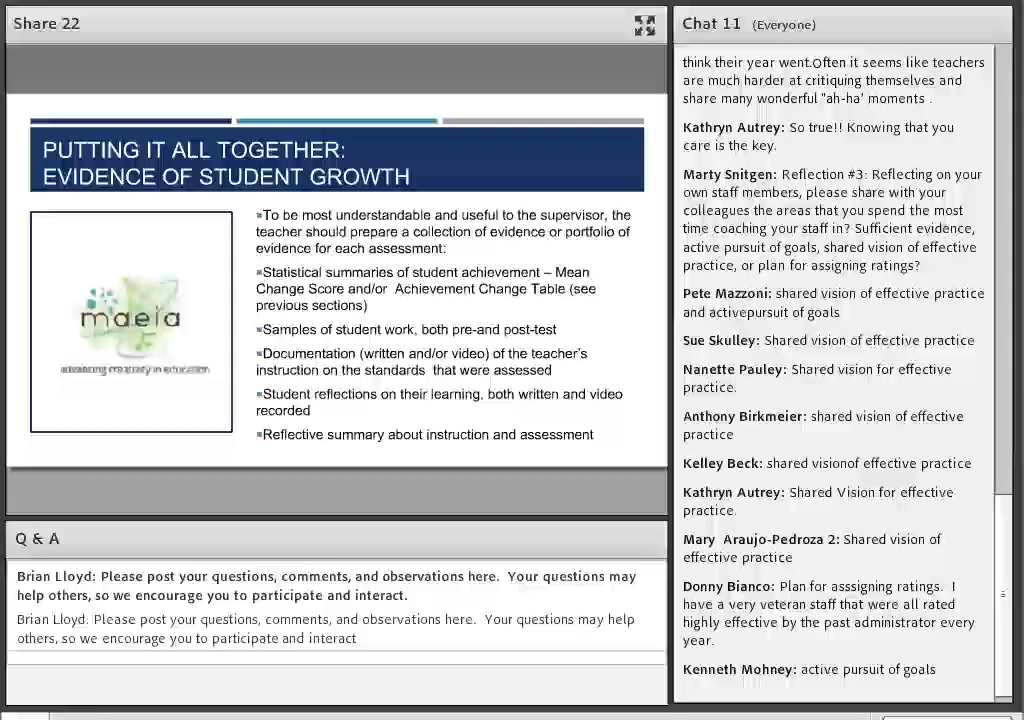 Share 22
PUTTING IT ALL TOGETHER:
EVIDENCE OF STUDENT GROWTH
maeia
advancing creativity in education
▪To be most understandable and useful to the supervisor, the
teacher should prepare a collection of evidence or portfolio of
evidence for each assessment:
▪Statistical summaries of student achievement – Mean
Change Score and/or Achievement Change Table (see
previous sections)
▪Samples of student work, both pre-and post-test
▪Documentation (written and/or video) of the teacher's
instruction on the standards that were assessed
▪Student reflections on their learning, both written and video
recorded
▪Reflective summary about instruction and assessment
Q & A
Brian Lloyd: Please post your questions, comments, and observations here. Your questions may
help others, so we encourage you to participate and interact.
Brian Lloyd: Please post your questions, comments, and observations here. Your questions may help
others, so we encourage you to participate and interact
Chat 11 (Everyone)
think their year went.Often it seems like teachers
are much harder at critiquing themselves and
share many wonderful "ah-ha' moments .
Kathryn Autrey: So true!! Knowing that you
care is the key.
Marty Snitgen: Reflection #3: Reflecting on your
own staff members, please share with your
colleagues the areas that you spend the most
time coaching your staff in? Sufficient evidence,
active pursuit of goals, shared vision of effective
practice, or plan for assigning ratings?
Pete Mazzoni: shared vision of effective practice
and activepursuit of goals
Sue Skulley: Shared vision of effective practice
Nanette Pauley: Shared vision for effective
practice.
Anthony Birkmeier: shared vision of effective
practice
Kelley Beck: shared visionof effective practice
Kathryn Autrey: Shared Vision for effective
practice.
Mary Araujo-Pedroza 2: Shared vision of
effective practice
Donny Bianco: Plan for asssigning ratings. I
have a very veteran staff that were all rated
highly effective by the past administrator every
year.
Kenneth Mohney: active pursuit of goals